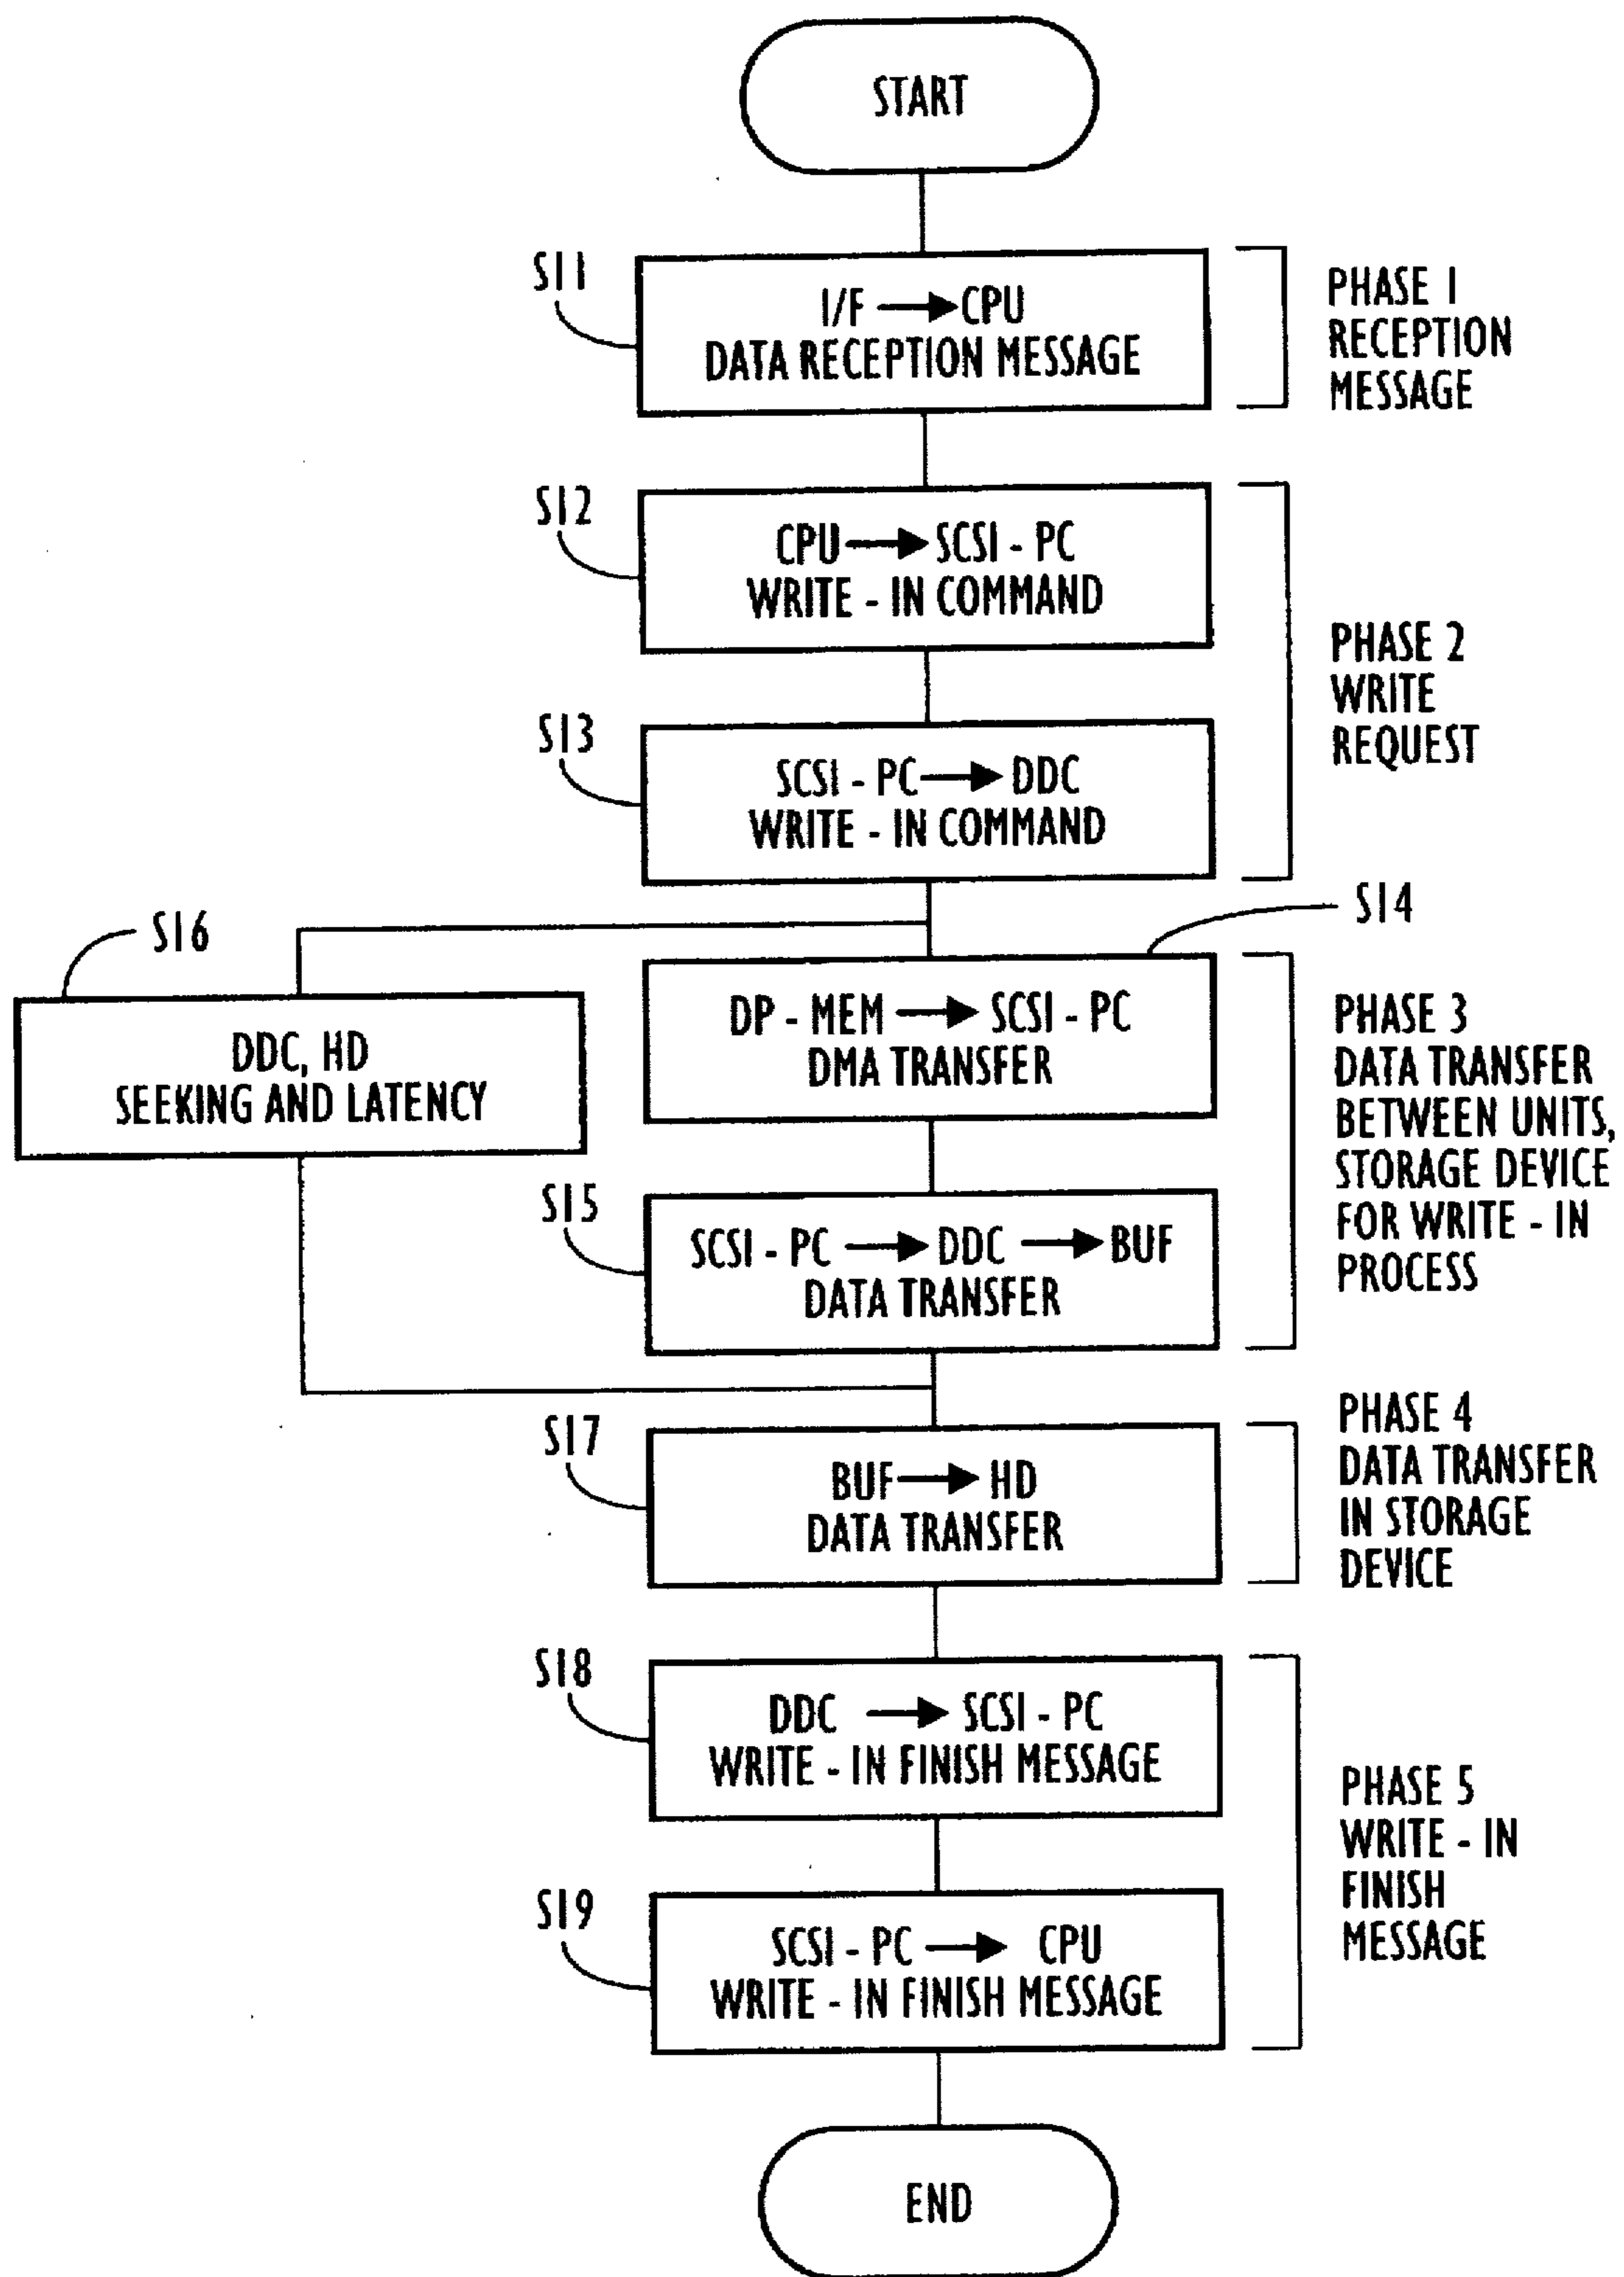 START
S11
I/F → CPU
DATA RECEPTION MESSAGE
PHASE 1
RECEPTION
MESSAGE
S12
CPU → SCSI - PC
WRITE - IN COMMAND
S13
SCSI - PC → DDC
WRITE - IN COMMAND
PHASE 2
WRITE
REQUEST
S16
DDC, HD
SEEKING AND LATENCY
S14
DP - MEM → SCSI - PC
DMA TRANSFER
S15
SCSI - PC → DDC → BUF
DATA TRANSFER
PHASE 3
DATA TRANSFER
BETWEEN UNITS,
STORAGE DEVICE
FOR WRITE - IN
PROCESS
S17
BUF → HD
DATA TRANSFER
PHASE 4
DATA TRANSFER
IN STORAGE
DEVICE
S18
DDC → SCSI - PC
WRITE - IN FINISH MESSAGE
S19
SCSI - PC → CPU
WRITE - IN FINISH MESSAGE
PHASE 5
WRITE - IN
FINISH
MESSAGE
END